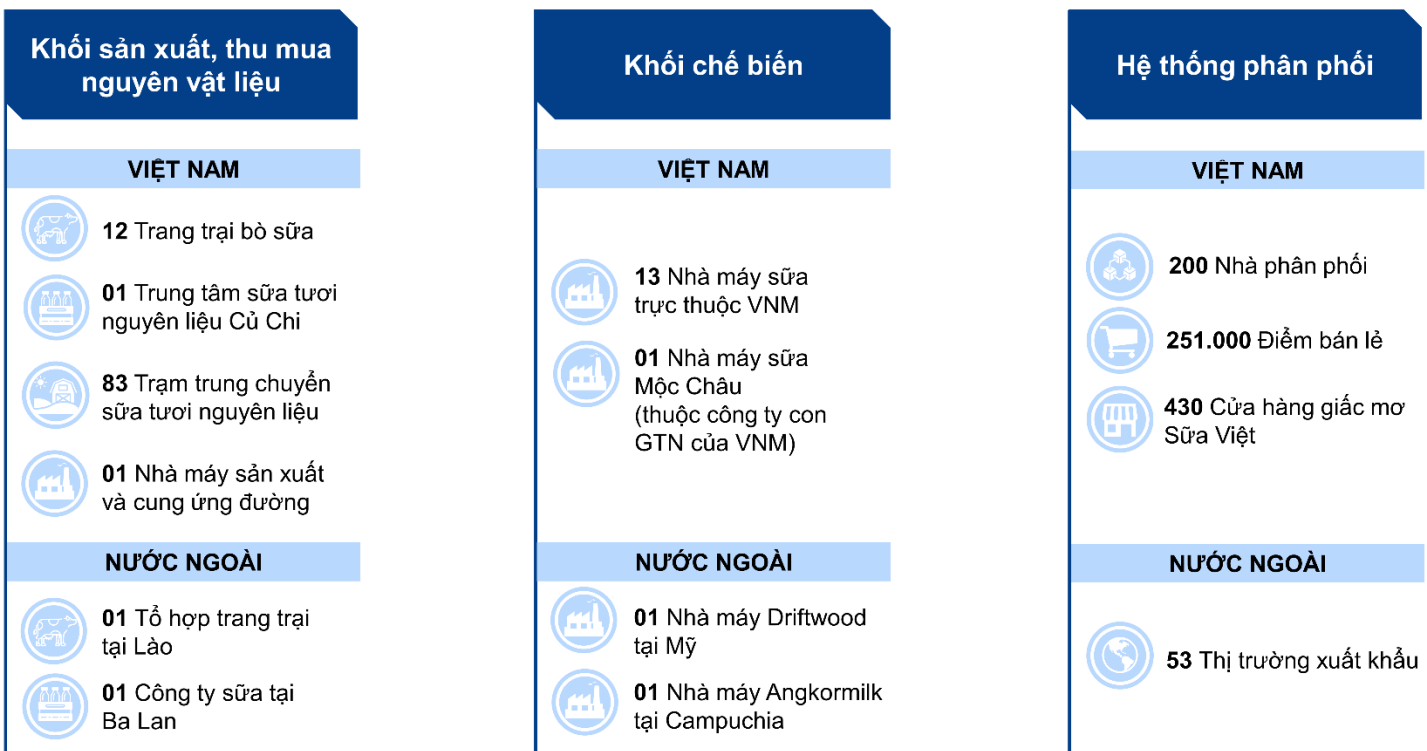 Khối sản xuất, thu mua
nguyên vật liệu
VIỆT NAM
12 Trang trại bò sữa
01 Trung tâm sữa tươi
nguyên liệu Củ Chi
83 Trạm trung chuyển
sữa tươi nguyên liệu
01 Nhà máy sản xuất
và cung ứng đường
NƯỚC NGOÀI
01 Tổ hợp trang trại
tại Lào
01 Công ty sữa tại
Ba Lan
Khối chế biến
VIỆT NAM
13 Nhà máy sữa
trực thuộc VNM
01 Nhà máy sữa
Mộc Châu
(thuộc công ty con
GTN của VNM)
NƯỚC NGOÀI
01 Nhà máy Driftwood
tại Mỹ
01 Nhà máy Angkormilk
tại Campuchia
Hệ thống phân phối
VIỆT NAM
200 Nhà phân phối
251.000 Điểm bán lẻ
430 Cửa hàng giấc mơ
Sữa Việt
NƯỚC NGOÀI
53 Thị trường xuất khẩu